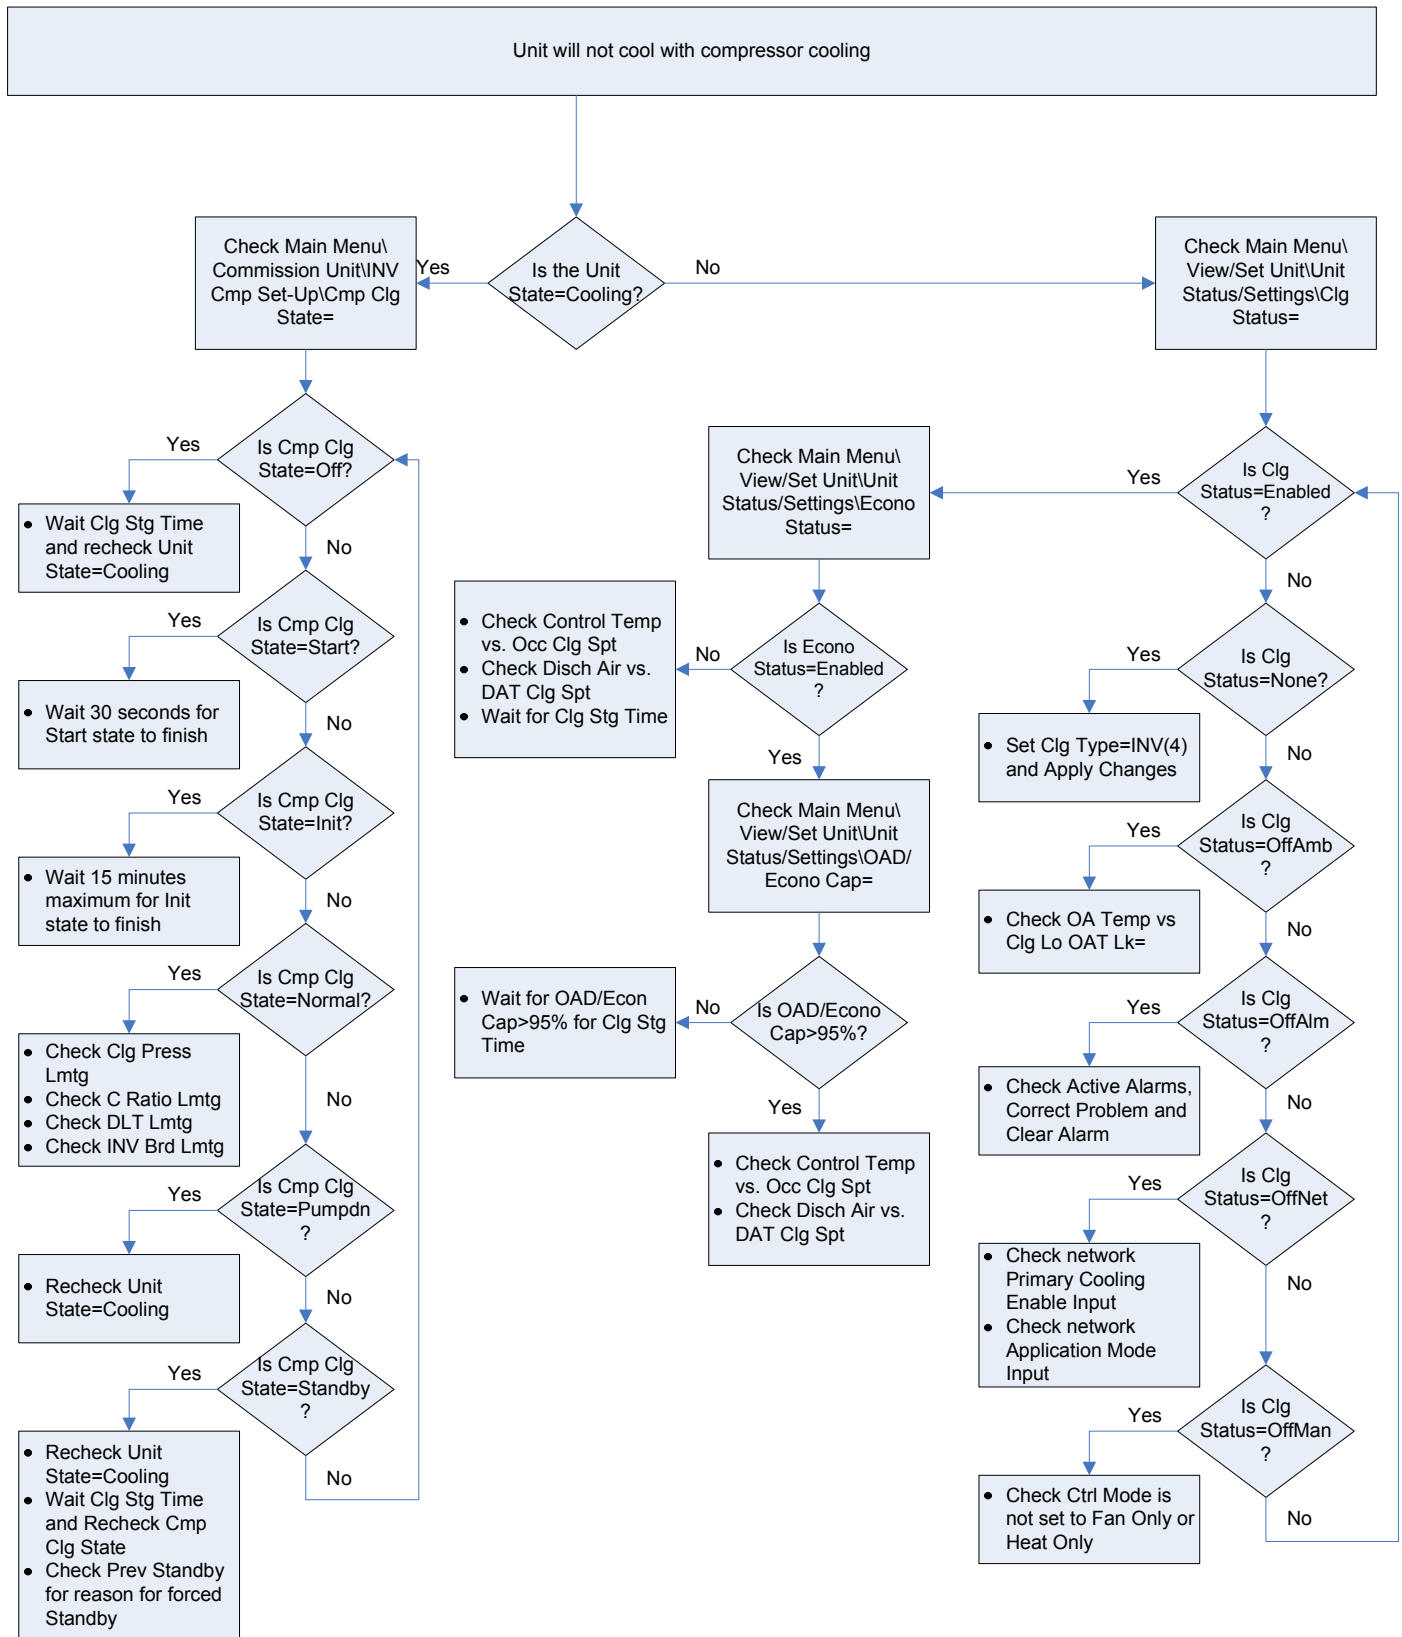 Unit will not cool with compressor cooling
Check Main Menu\
Commission Unit\INV
Cmp Set-Up\Cmp Clg
State=
Yes
Is the Unit
State=Cooling?
No
Check Main Menu\
View/Set Unit\Unit
Status/Settings\Clg
Status=
Is Cmp Clg
State=Off?
Yes
No
• Wait Clg Stg Time
and recheck Unit
State=Cooling
Is Cmp Clg
State=Start?
Yes
No
• Wait 30 seconds for
Start state to finish
Is Cmp Clg
State=Init?
Yes
No
• Wait 15 minutes
maximum for Init
state to finish
Is Cmp Clg
State=Normal?
Yes
No
• Check Clg Press
Lmtg
• Check C Ratio Lmtg
• Check DLT Lmtg
• Check INV Brd Lmtg
Is Cmp Clg
State=Pumpdn
?
Yes
No
• Recheck Unit
State=Cooling
Is Cmp Clg
State=Standby
?
Yes
No
• Recheck Unit
State=Cooling
• Wait Clg Stg Time
and Recheck Cmp
Clg State
• Check Prev Standby
for reason for forced
Standby
Check Main Menu\
View/Set Unit\Unit
Status/Settings\Econo
Status=
Is Econo
Status=Enabled
?
No
Yes
• Check Control Temp
vs. Occ Clg Spt
• Check Disch Air vs.
DAT Clg Spt
• Wait for Clg Stg Time
Check Main Menu\
View/Set Unit\Unit
Status/Settings\OAD/
Econo Cap=
Is OAD/Econo
Cap>95%?
No
Yes
• Wait for OAD/Econ
Cap>95% for Clg Stg
Time
• Check Control Temp
vs. Occ Clg Spt
• Check Disch Air vs.
DAT Clg Spt
Is Clg
Status=Enabled
?
Yes
No
Is Clg
Status=None?
Yes
No
• Set Clg Type=INV(4)
and Apply Changes
Is Clg
Status=OffAmb
?
Yes
No
• Check OA Temp vs
Clg Lo OAT Lk=
Is Clg
Status=OffAlm
?
Yes
No
• Check Active Alarms,
Correct Problem and
Clear Alarm
Is Clg
Status=OffNet
?
Yes
No
• Check network
Primary Cooling
Enable Input
• Check network
Application Mode
Input
Is Clg
Status=OffMan
?
Yes
No
• Check Ctrl Mode is
not set to Fan Only or
Heat Only